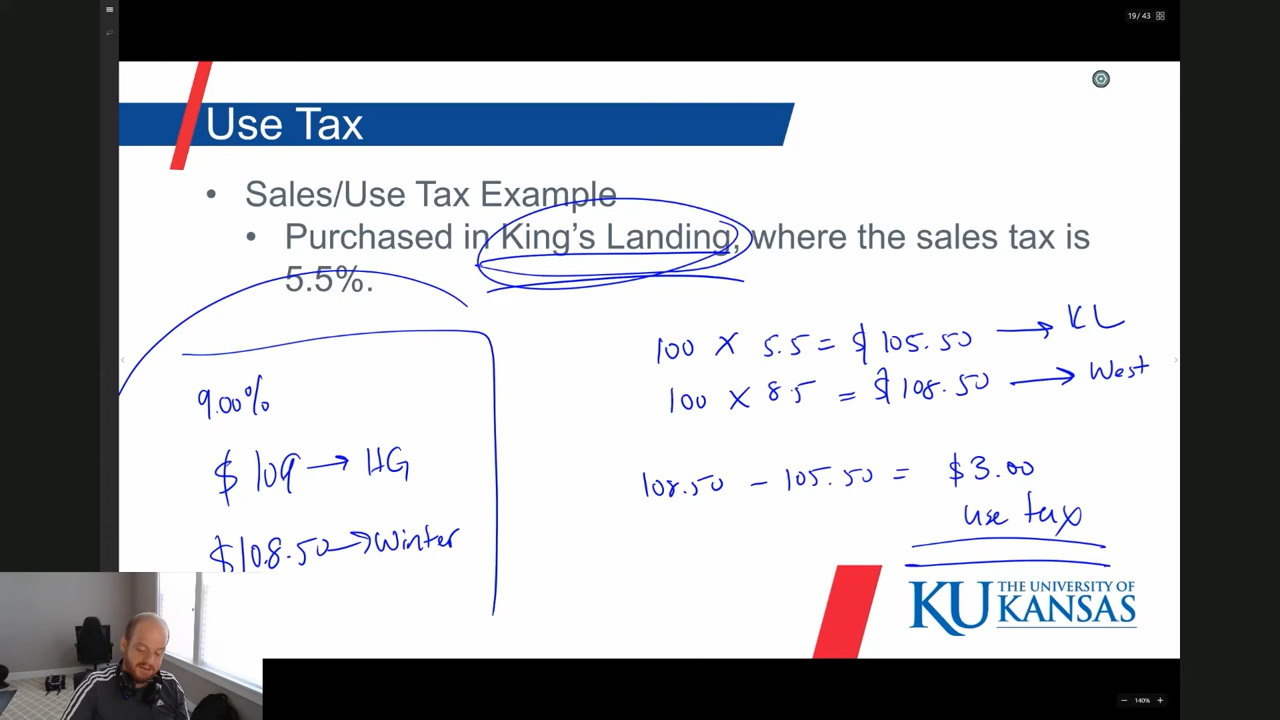 19 / 43
Use Tax
• Sales/Use Tax Example
• Purchased in King's Landing, where the sales tax is
5.5%.
100 x 5.5 = $105.50 → KL
100 x 8.5 = $108.50 → West
108.50 - 105.50 = $3.00
use tax
9.00%
$109 → HG
$108.50 → Winter
KU THE UNIVERSITY OF
KANSAS
140%